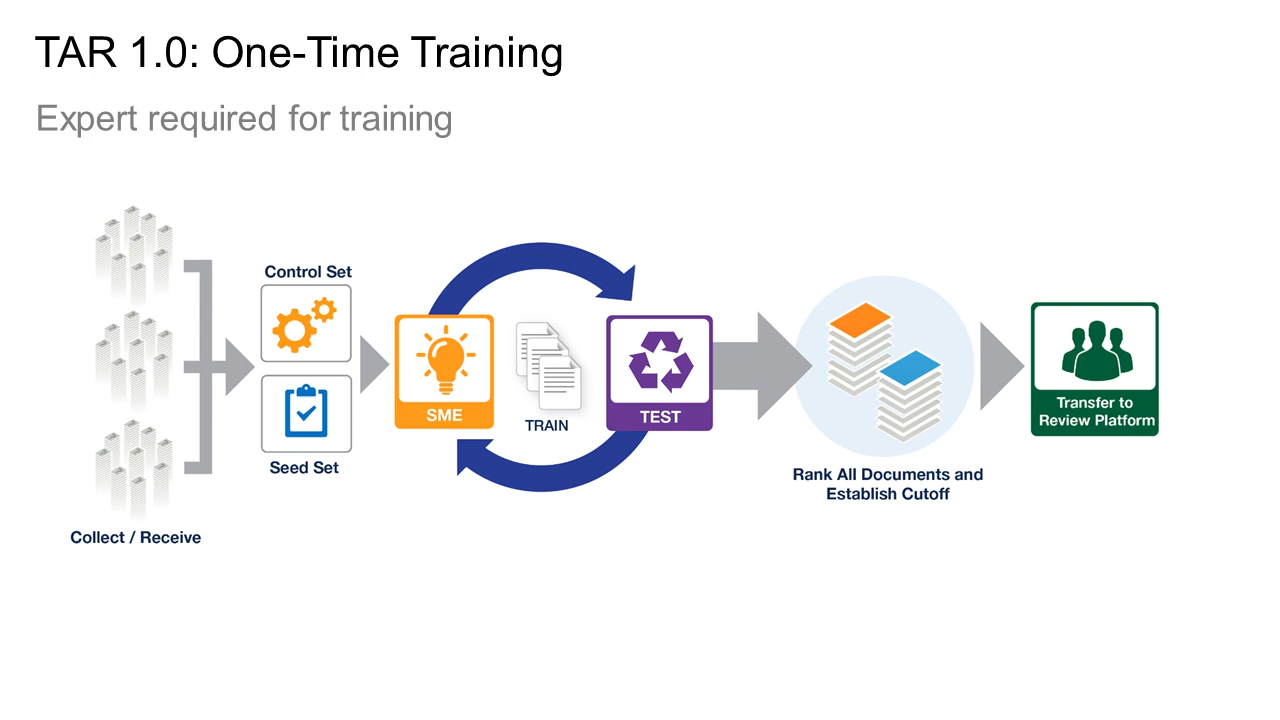 TAR 1.0: One-Time Training
Expert required for training
Collect / Receive
Control Set
Seed Set
SME
TRAIN
TEST
Rank All Documents and
Establish Cutoff
Transfer to
Review Platform